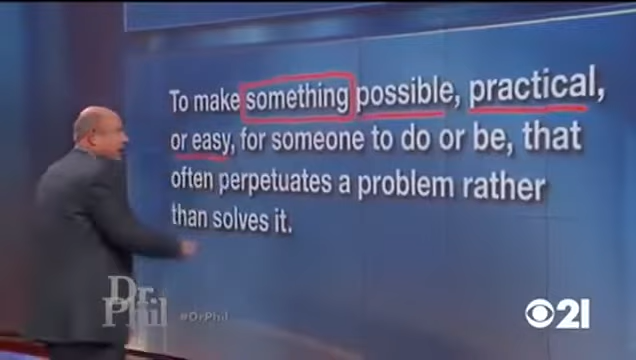 To make something possible, practical,
or easy, for someone to do or be, that
often perpetuates a problem rather
than solves it.
Dr.
Phil
#DrPhil
21